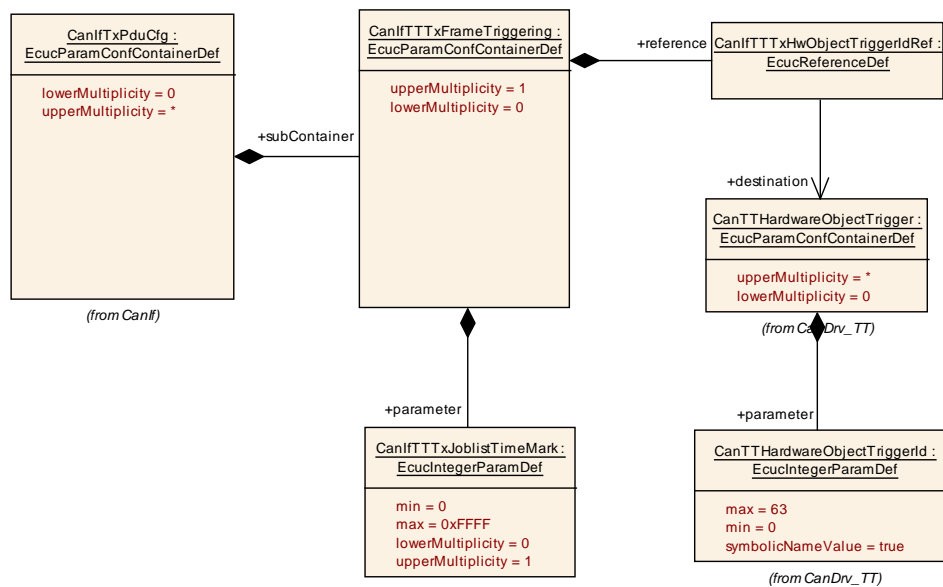 CanIfTxPduCfg :
EcucParamConfContainerDef
lowerMultiplicity = 0
upperMultiplicity = *
(from CanIf)
+subContainer
CanIfTTTxFrameTriggering :
EcucParamConfContainerDef
upperMultiplicity = 1
lowerMultiplicity = 0
+reference
CanIfTTTxHwObjectTriggerIdRef :
EcucReferenceDef
+destination
CanTTHardwareObjectTrigger :
EcucParamConfContainerDef
upperMultiplicity = *
lowerMultiplicity = 0
(from CanDrv_TT)
+parameter
CanIfTTTxJoblistTimeMark :
EcucIntegerParamDef
min = 0
max = 0xFFFF
lowerMultiplicity = 0
upperMultiplicity = 1
+parameter
CanTTHardwareObjectTriggerId :
EcucIntegerParamDef
max = 63
min = 0
symbolicNameValue = true
(from CanDrv_TT)